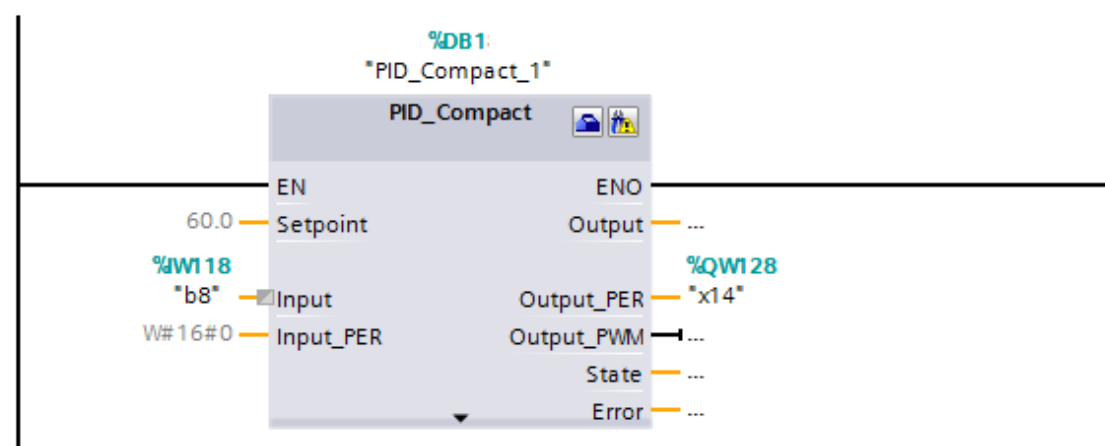 %DB1
"PID_Compact_1"
PID_Compact
EN ENO
60.0 Setpoint Output ...
%IW118 %QW128
"b8" Input Output_PER "x14"
W#16#0 Input_PER Output_PWM ...
State ...
Error ...